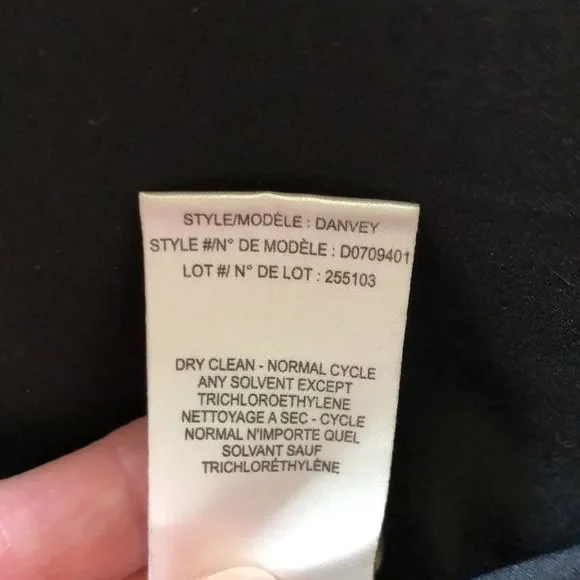 STYLE/MODÈLE : DANVEY
STYLE #/N° DE MODÈLE : D0709401
LOT #/ N° DE LOT : 255103
DRY CLEAN - NORMAL CYCLE
ANY SOLVENT EXCEPT
TRICHLOROETHYLENE
NETTOYAGE A SEC - CYCLE
NORMAL N'IMPORTE QUEL
SOLVANT SAUF
TRICHLORÉTHYLÈNE